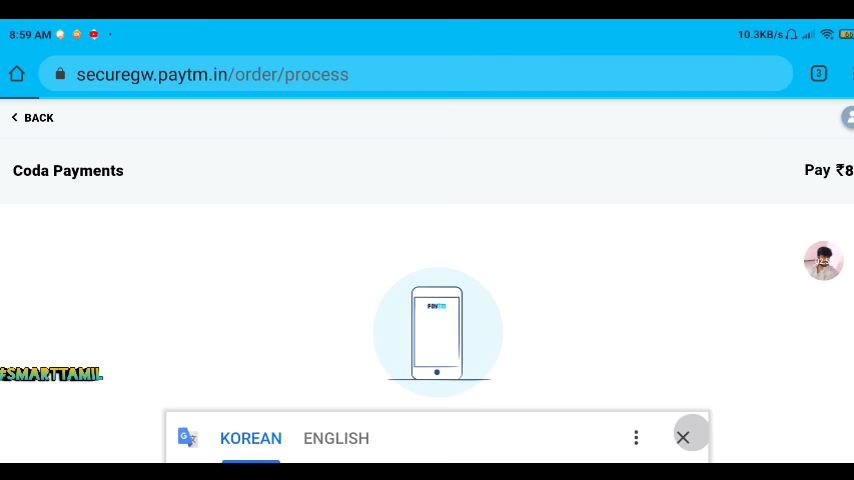 8:59 AM
10.3KB/s
securegw.paytm.in/order/process
3
BACK
Coda Payments
Pay ₹8
paytm
#SMARTTAMIL
KOREAN ENGLISH